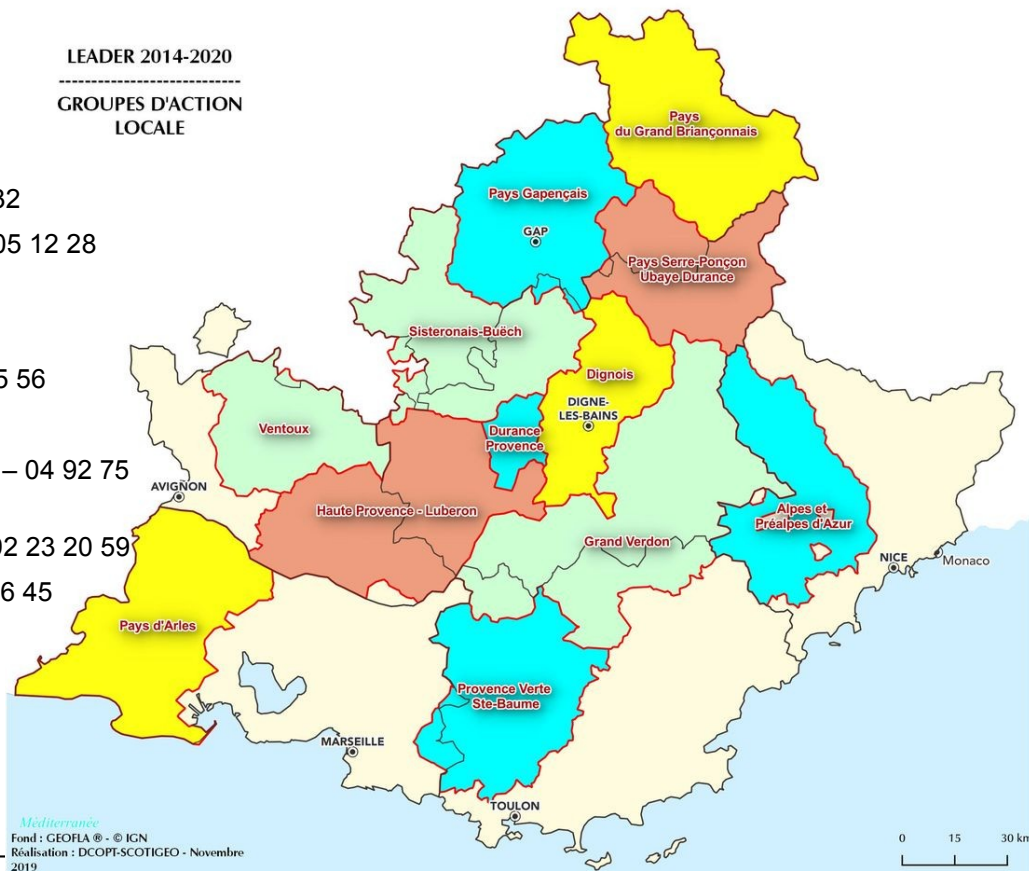 LEADER 2014-2020
---------------------------
GROUPES D'ACTION
LOCALE
32
05 12 28
5 56
– 04 92 75
02 23 20 59
6 45
Pays
du Grand Briançonnais
Pays Gapençais
GAP
Pays Serre-Ponçon
Ubaye Durance
Sisteronais-Buëch
Dignois
DIGNE-
LES-BAINS
Ventoux
Durance
Provence
AVIGNON
Haute Provence - Luberon
Alpes et
Préalpes d'Azur
Grand Verdon
NICE
Monaco
Pays d'Arles
Provence Verte
Ste-Baume
MARSEILLE
TOULON
Méditerranée
Fond : GEOFLA ® - © IGN
Réalisation : DCOPT-SCOTIGEO - Novembre
2019
0 15 30 km